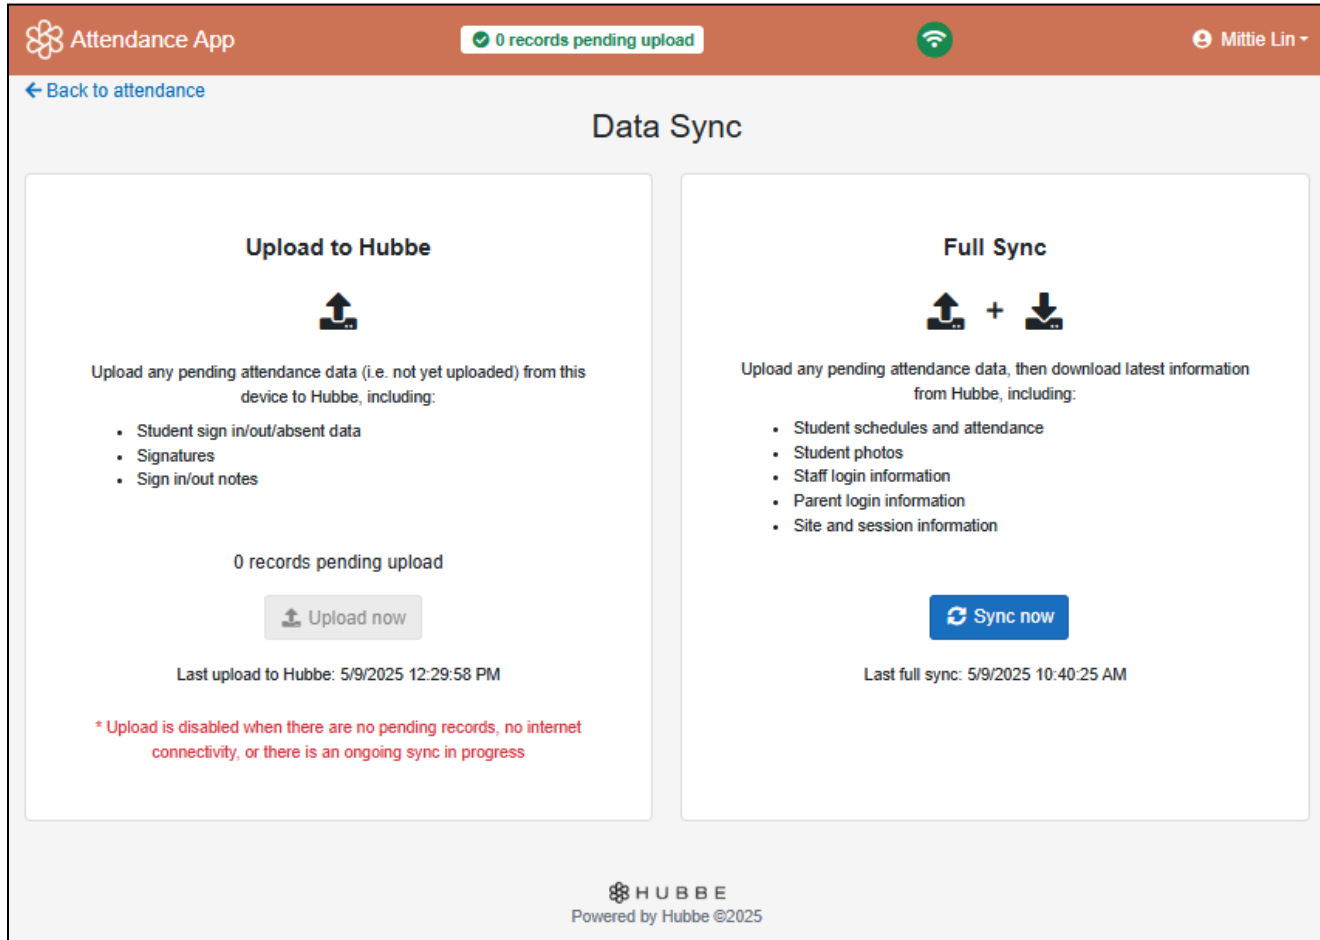 Attendance App
0 records pending upload
Mittie Lin
Back to attendance
Data Sync
Upload to Hubbe
Upload any pending attendance data (i.e. not yet uploaded) from this
device to Hubbe, including:
• Student sign in/out/absent data
• Signatures
• Sign in/out notes
0 records pending upload
Upload now
Last upload to Hubbe: 5/9/2025 12:29:58 PM
* Upload is disabled when there are no pending records, no internet
connectivity, or there is an ongoing sync in progress
Full Sync
+
Upload any pending attendance data, then download latest information
from Hubbe, including:
• Student schedules and attendance
• Student photos
• Staff login information
• Parent login information
• Site and session information
Sync now
Last full sync: 5/9/2025 10:40:25 AM
HUBBE
Powered by Hubbe ©2025